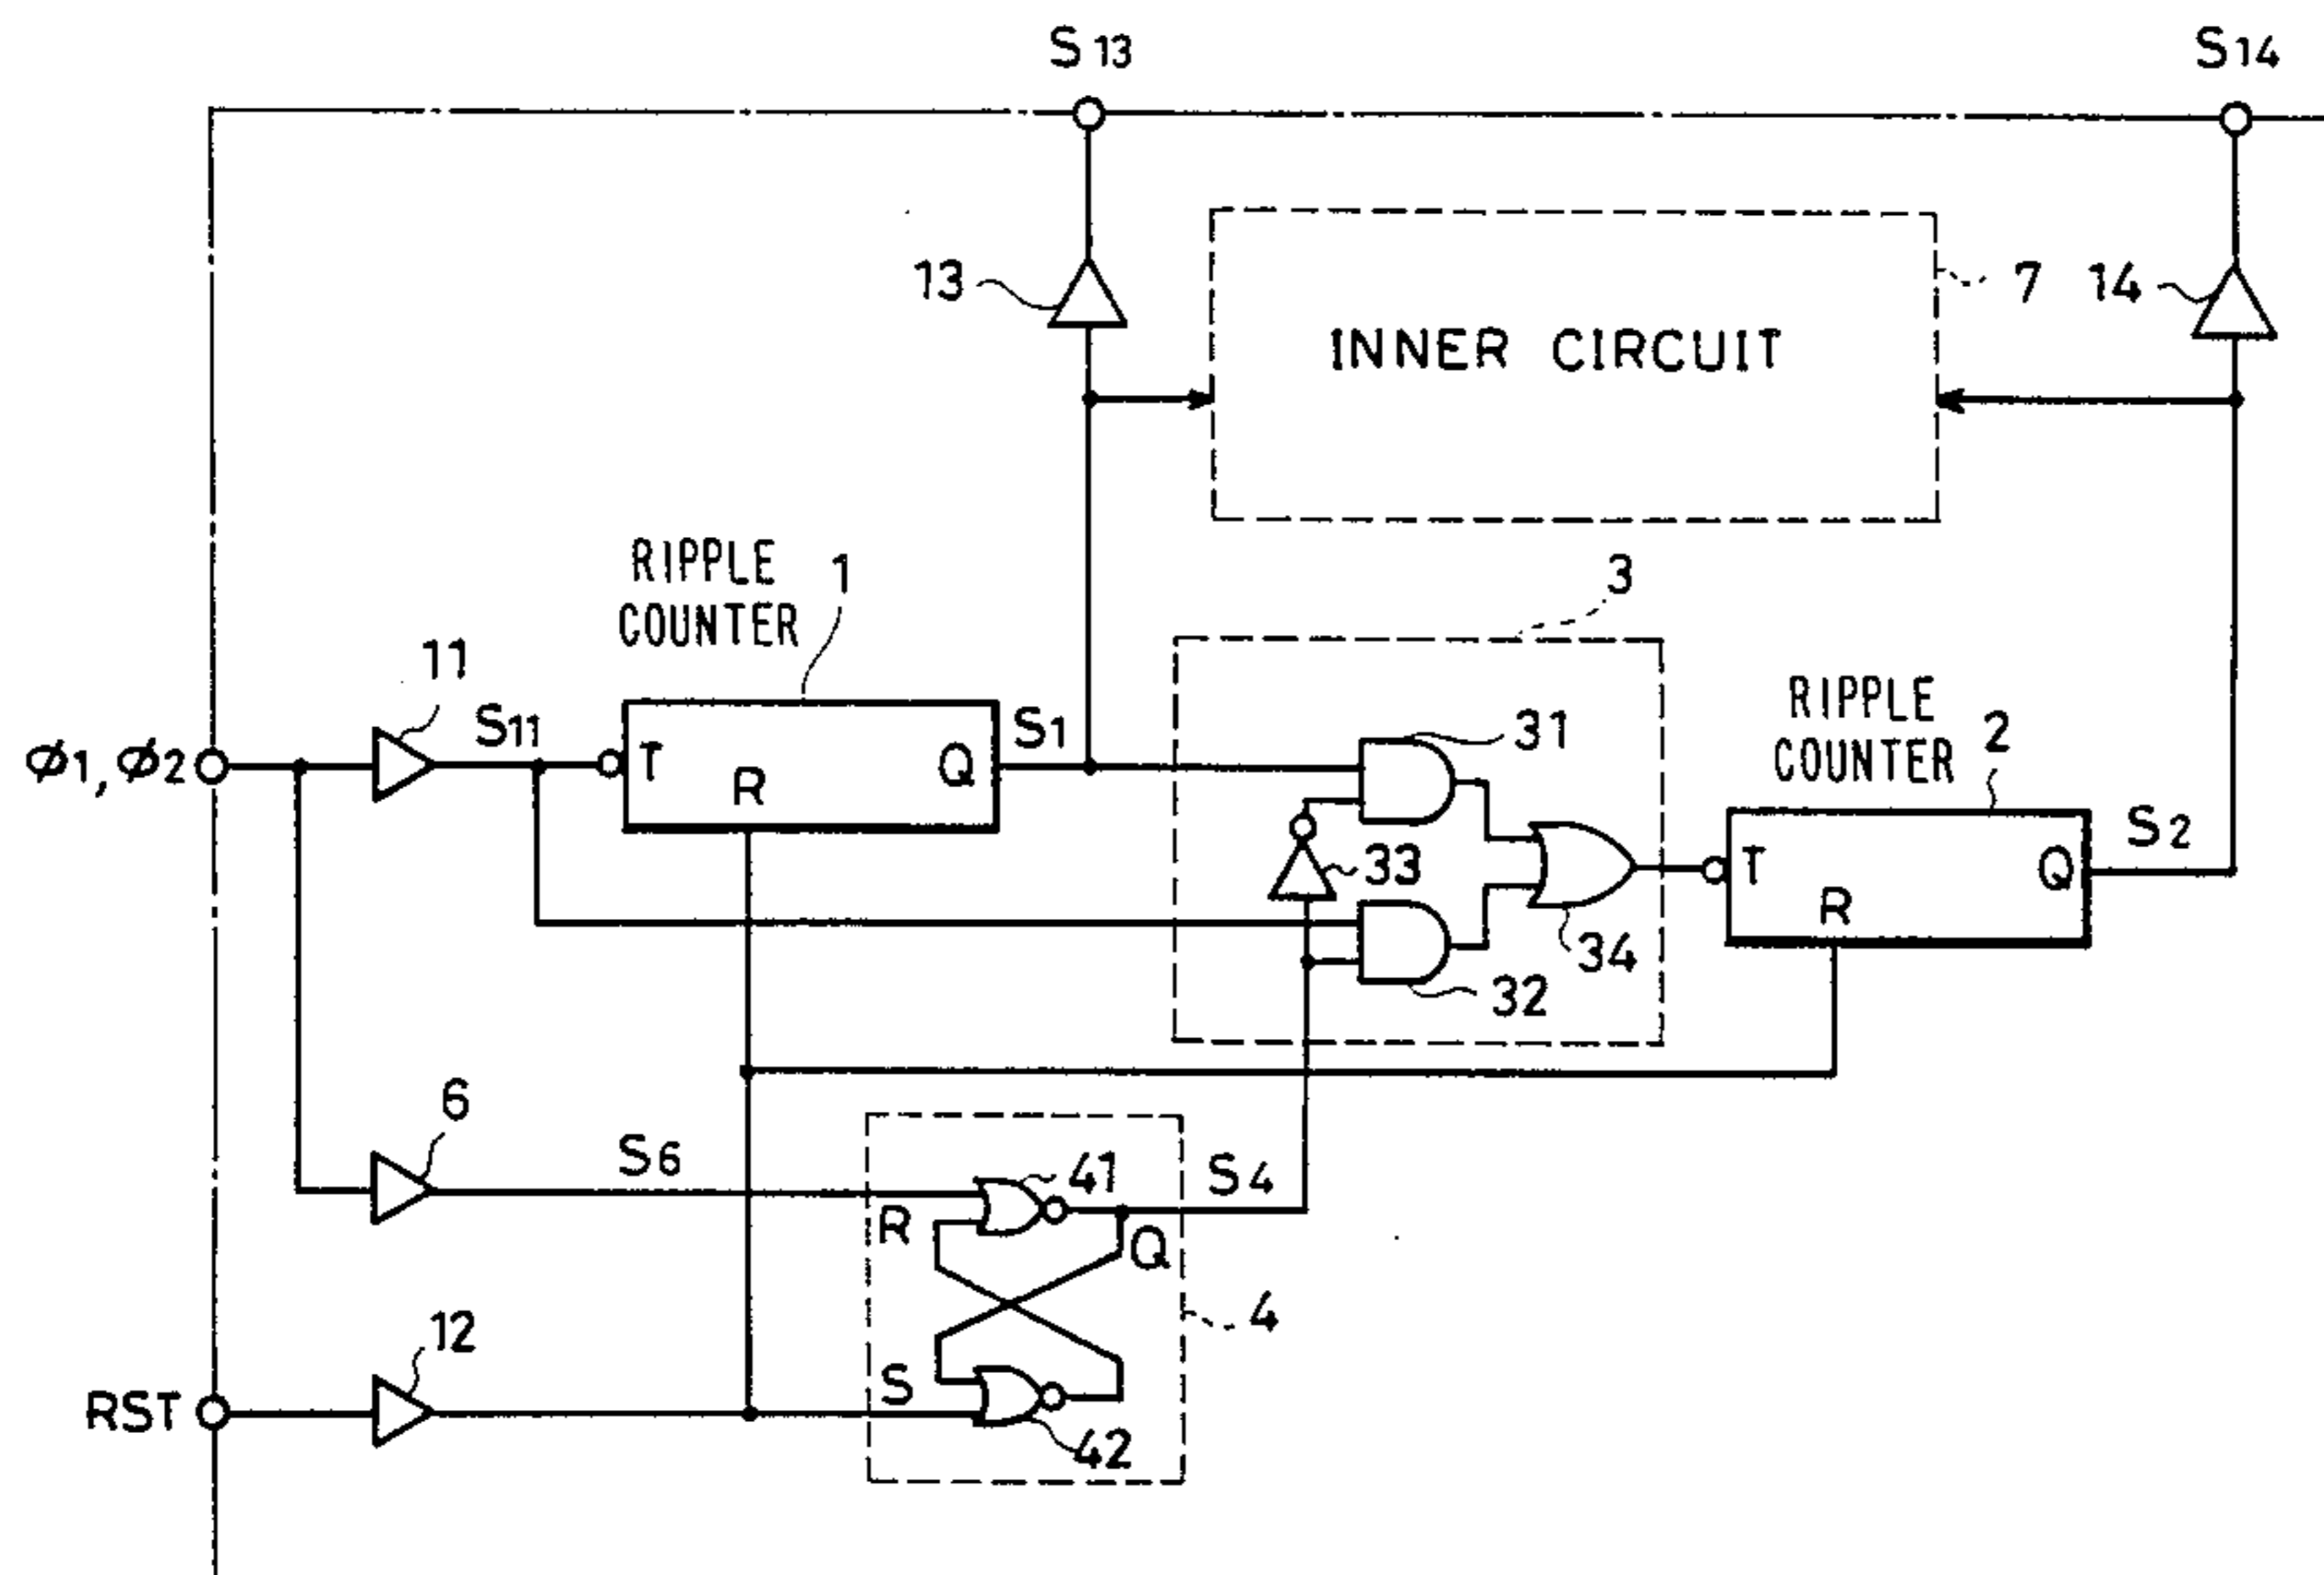 S13
S14
13
7
14
INNER CIRCUIT
RIPPLE
COUNTER
1
3
11
S11
S1
31
RIPPLE
COUNTER
2
ϕ1, ϕ2
T
R
Q
33
T
R
Q
S2
34
32
6
S6
41
S4
R
Q
4
12
RST
S
42